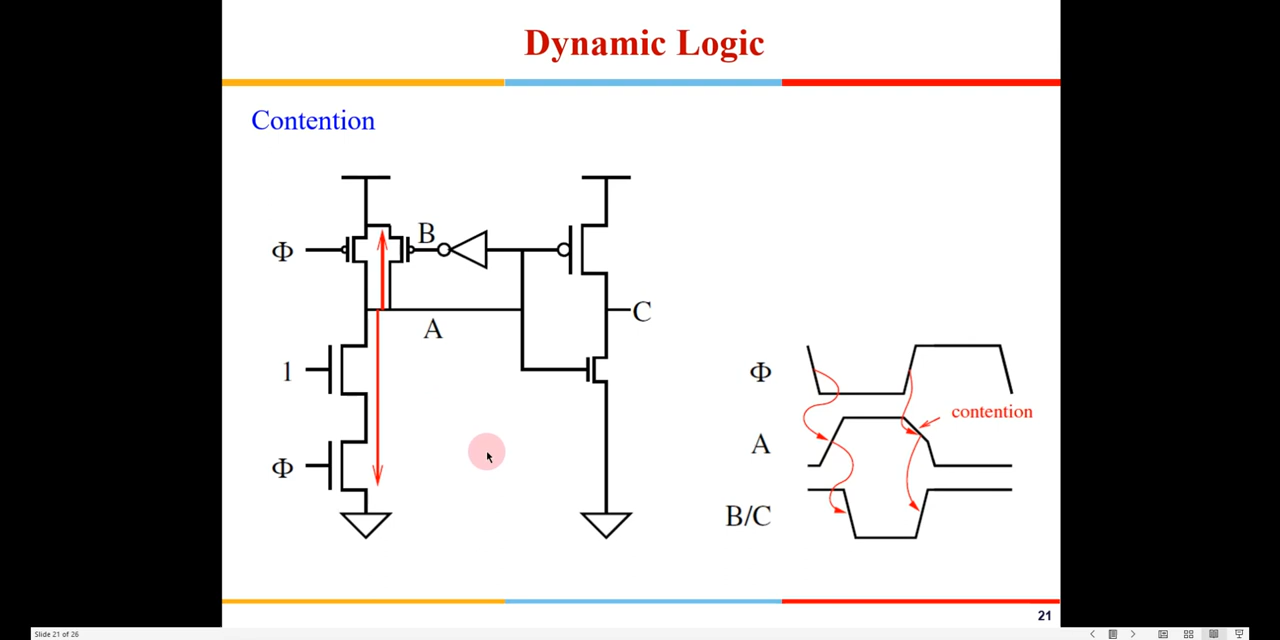 Dynamic Logic
Contention
Φ
B
A
C
1
Φ
Φ
contention
A
B/C
21
Slide 21 of 26